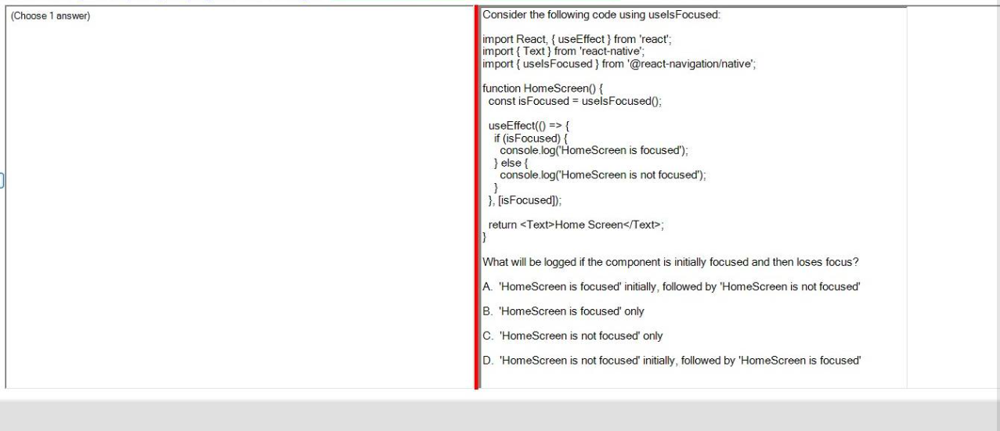 (Choose 1 answer)
Consider the following code using useIsFocused:
import React, { useEffect } from 'react';
import { Text } from 'react-native';
import { useIsFocused } from '@react-navigation/native';
function HomeScreen() {
const isFocused = useIsFocused();
useEffect(() => {
if (isFocused) {
console.log('HomeScreen is focused');
} else {
console.log('HomeScreen is not focused');
}
}, [isFocused]);
return <Text>Home Screen</Text>;
}
What will be logged if the component is initially focused and then loses focus?
A. 'HomeScreen is focused' initially, followed by 'HomeScreen is not focused'
B. 'HomeScreen is focused' only
C. 'HomeScreen is not focused' only
D. 'HomeScreen is not focused' initially, followed by 'HomeScreen is focused'